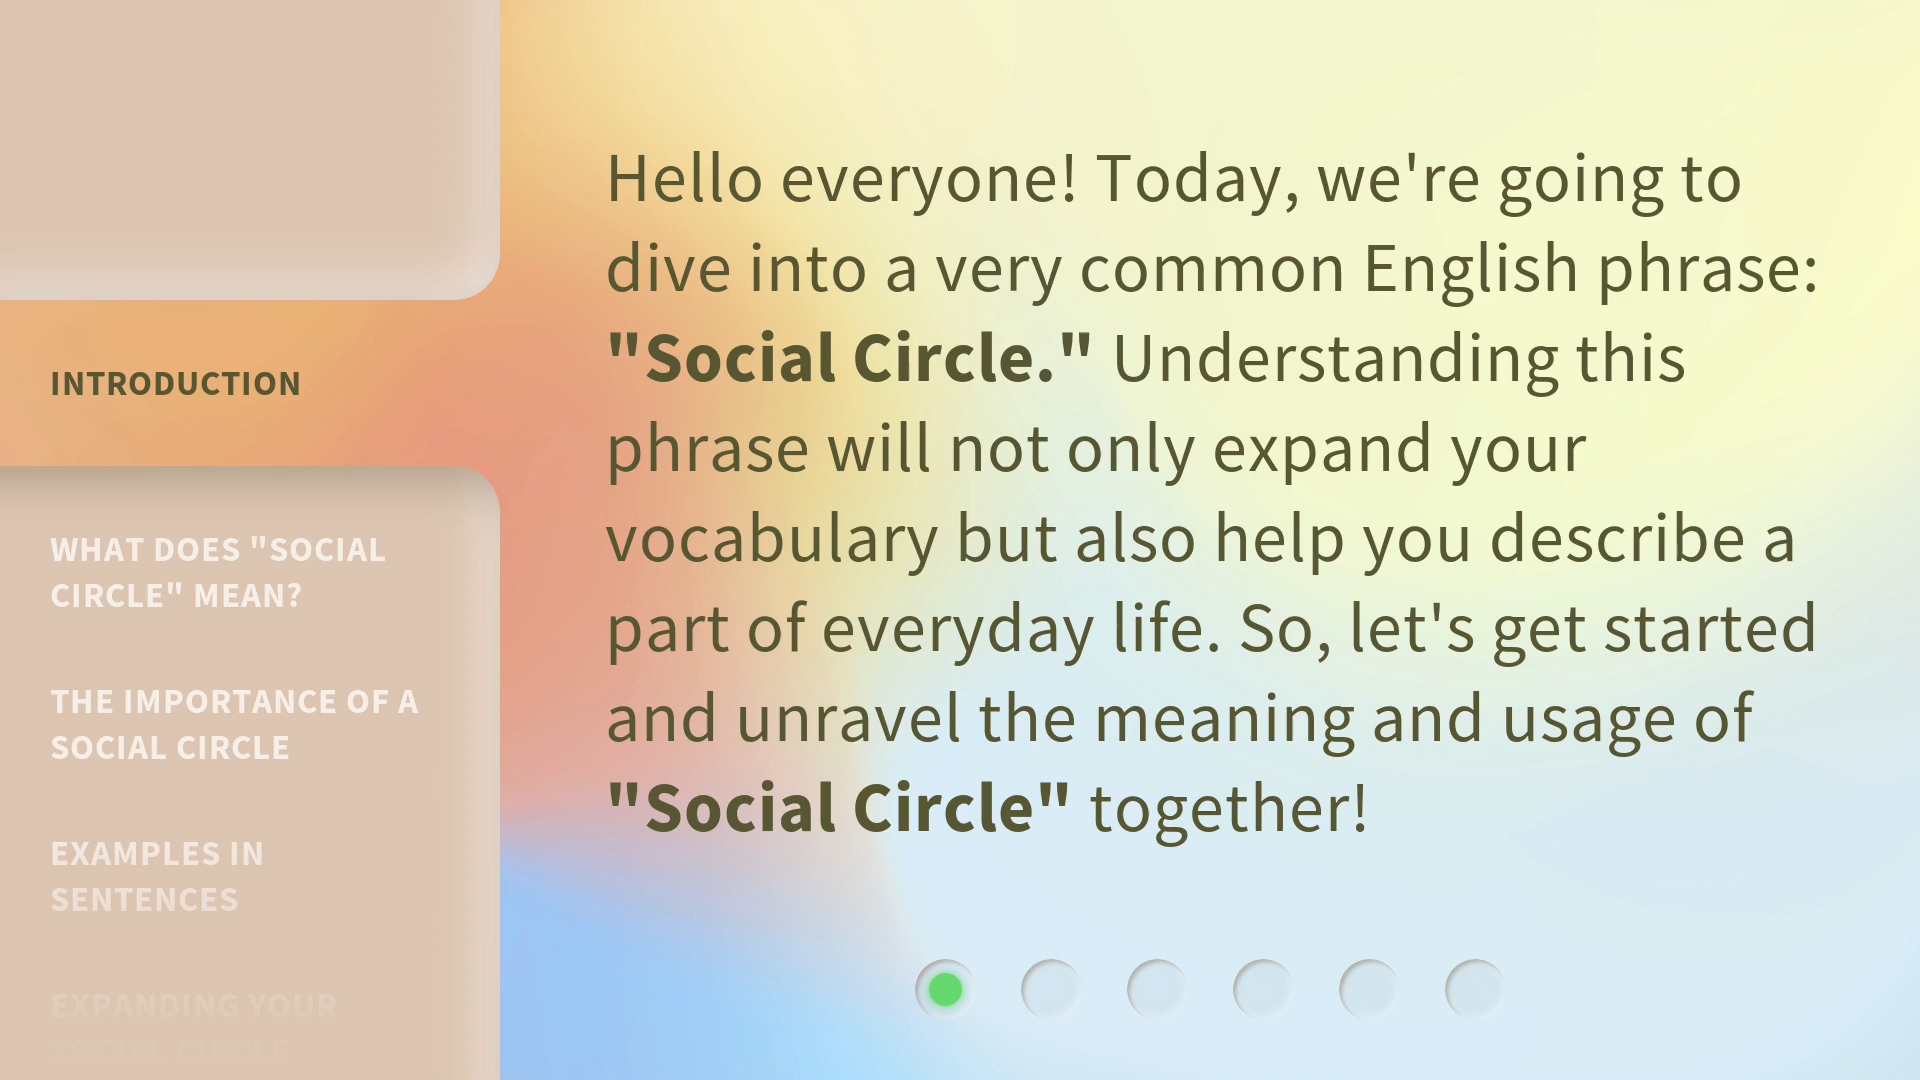 INTRODUCTION
WHAT DOES "SOCIAL
CIRCLE" MEAN?
THE IMPORTANCE OF A
SOCIAL CIRCLE
EXAMPLES IN
SENTENCES
EXPANDING YOUR
SOCIAL CIRCLE
Hello everyone! Today, we're going to
dive into a very common English phrase:
"Social Circle." Understanding this
phrase will not only expand your
vocabulary but also help you describe a
part of everyday life. So, let's get started
and unravel the meaning and usage of
"Social Circle" together!